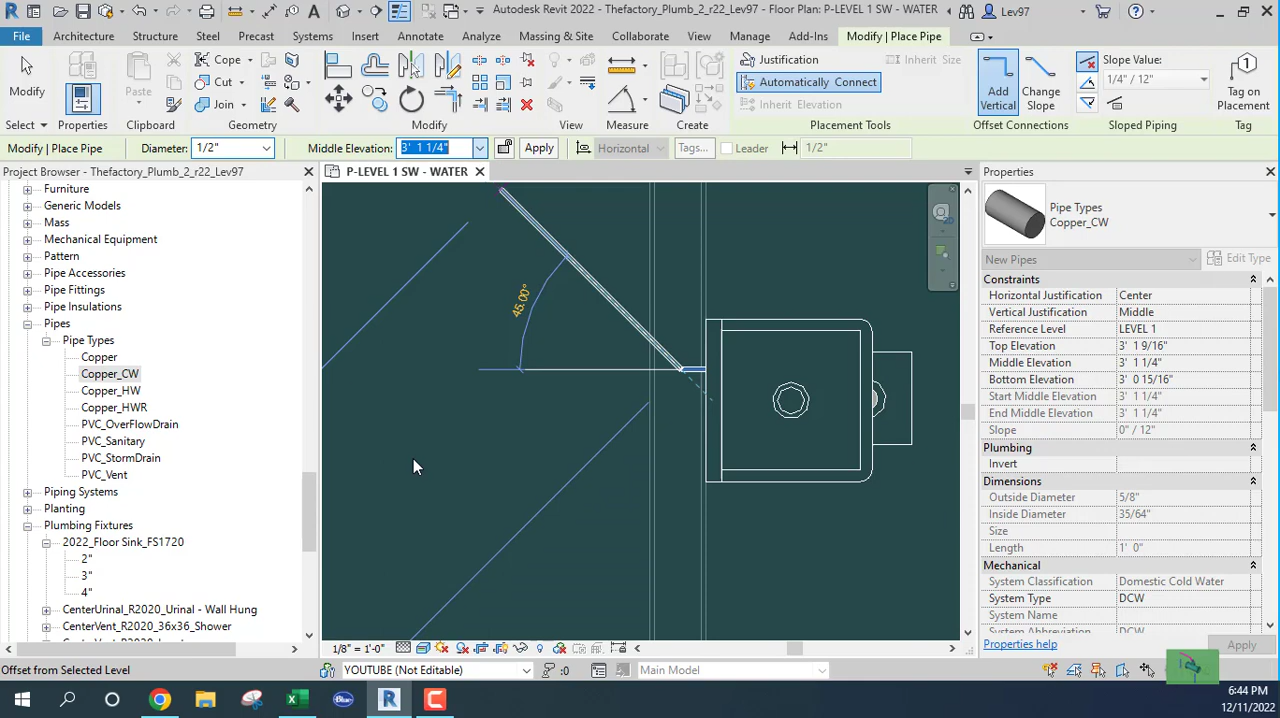 Autodesk Revit 2022 - Thefactory_Plumb_2_r22_Lev97 - Floor Plan: P-LEVEL 1 SW - WATER
Lev97
File Architecture Structure Steel Precast Systems Insert Annotate Analyze Massing & Site Collaborate View Manage Add-Ins Modify | Place Pipe
Modify
Select
Properties
Paste
Clipboard
Cope
Cut
Join
Geometry
Modify
View
Measure
Create
Justification
Automatically Connect
Inherit Elevation
Placement Tools
Add Vertical
Change Slope
Offset Connections
Inherit Slope
Slope Value:
1/4" / 12"
Sloped Piping
Tag on Placement
Tag
Modify | Place Pipe Diameter: 1/2" Middle Elevation: 3' 1 1/4" Apply Horizontal Tags... Leader 1/2"
Project Browser - Thefactory_Plumb_2_r22_Lev97
Furniture
Generic Models
Mass
Mechanical Equipment
Pattern
Pipe Accessories
Pipe Fittings
Pipe Insulations
Pipes
Pipe Types
Copper
Copper_CW
Copper_HW
Copper_HWR
PVC_OverFlowDrain
PVC_Sanitary
PVC_StormDrain
PVC_Vent
Piping Systems
Planting
Plumbing Fixtures
2022_Floor Sink_FS1720
2"
3"
4"
CenterUrinal_R2020_Urinal - Wall Hung
CenterVent_R2020_36x36_Shower
P-LEVEL 1 SW - WATER
45.00°
1/8" = 1'-0"
Properties
Pipe Types
Copper_CW
New Pipes Edit Type
Constraints
Horizontal Justification Center
Vertical Justification Middle
Reference Level LEVEL 1
Top Elevation 3' 1 9/16"
Middle Elevation 3' 1 1/4"
Bottom Elevation 3' 0 15/16"
Start Middle Elevation 3' 1 1/4"
End Middle Elevation 3' 1 1/4"
Slope 0" / 12"
Plumbing
Invert
Dimensions
Outside Diameter 5/8"
Inside Diameter 35/64"
Size
Length 1' 0"
Mechanical
System Classification Domestic Cold Water
System Type DCW
System Name
Properties help Apply
Offset from Selected Level YOUTUBE (Not Editable) :0 Main Model
Blue
6:44 PM
12/11/2022